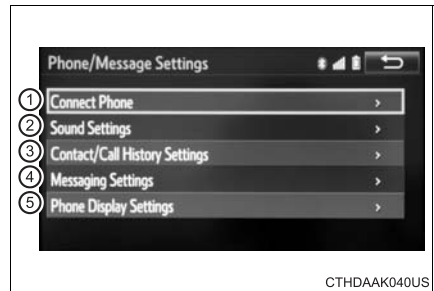 Phone/Message Settings
1 Connect Phone >
2 Sound Settings >
3 Contact/Call History Settings >
4 Messaging Settings >
5 Phone Display Settings >
CTHDAAK040US